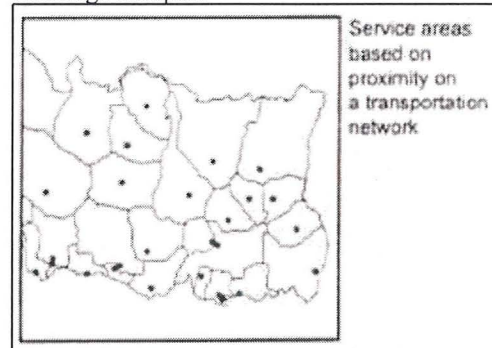 Service areas
based on
proximity on
a transportation
network